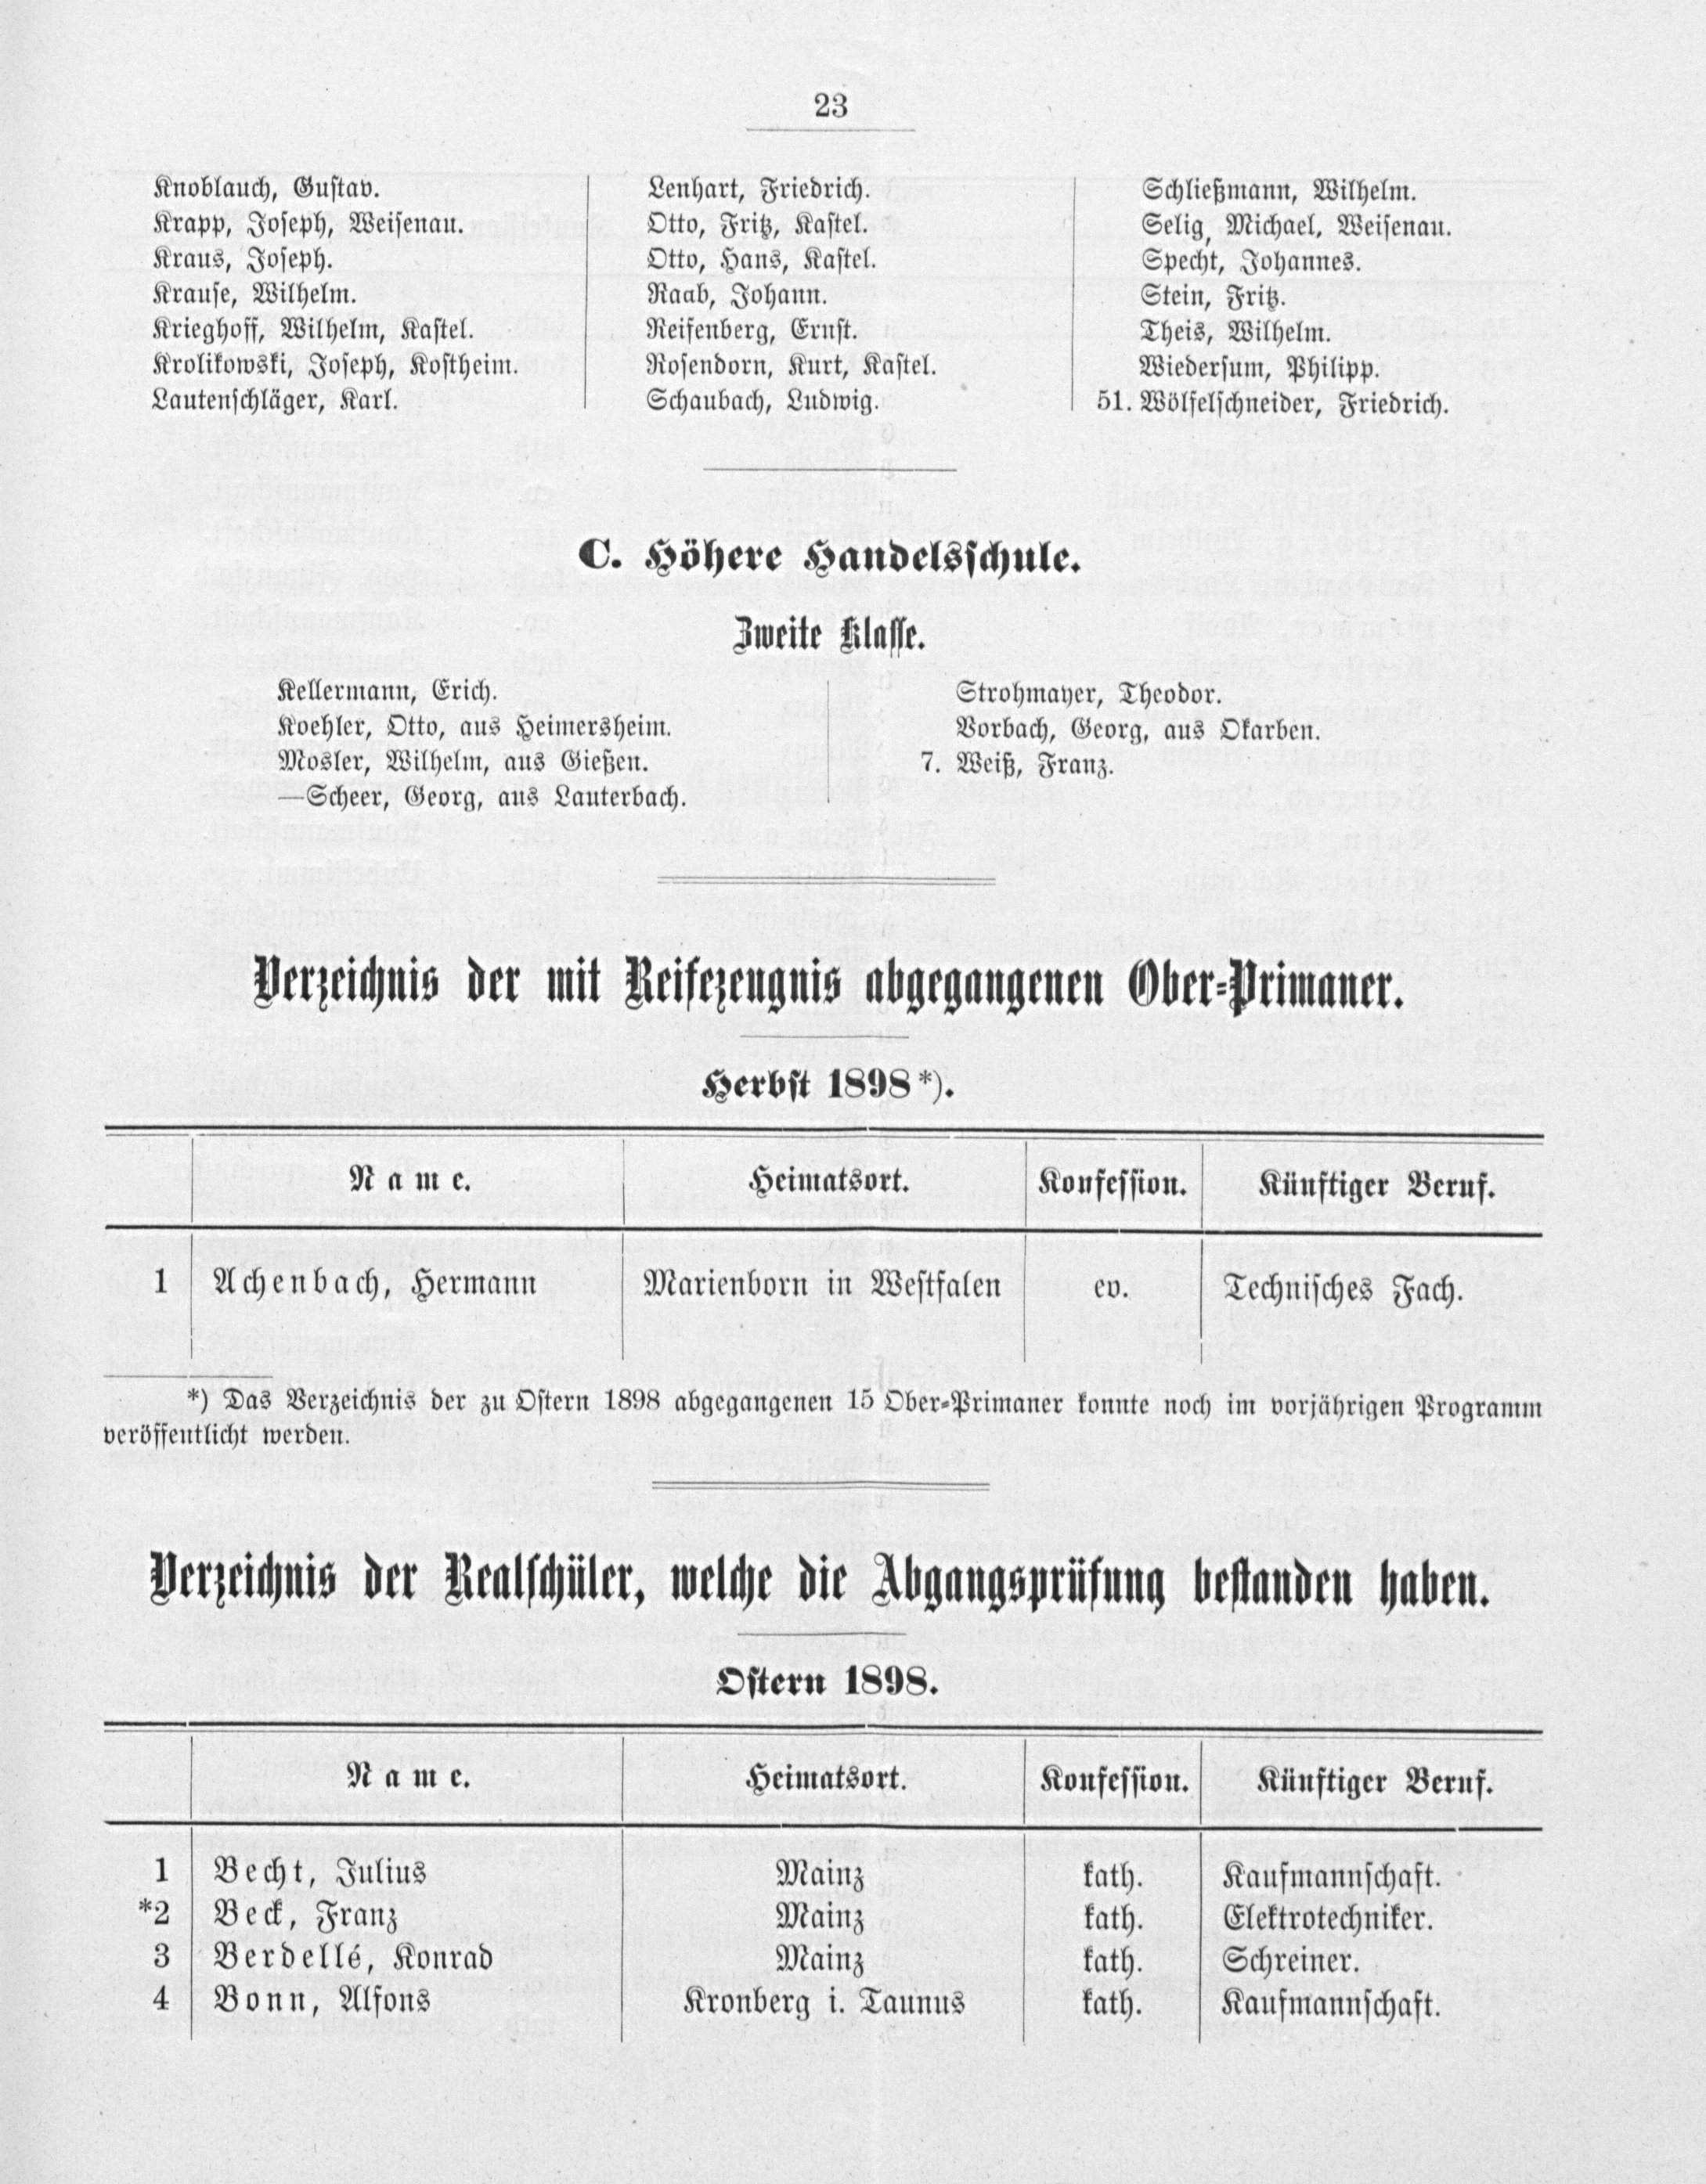 23
Knoblauch, Gustav.
Krapp, Joseph, Weisenau.
Kraus, Joseph.
Krause, Wilhelm.
Krieghoff, Wilhelm, Kastel.
Krolikowski, Joseph, Kostheim.
Lautenschläger, Karl.
Lenhart, Friedrich.
Otto, Fritz, Kastel.
Otto, Hans, Kastel.
Raab, Johann.
Reifenberg, Ernst.
Rosendorn, Kurt, Kastel.
Schaubach, Ludwig.
Schließmann, Wilhelm.
Selig, Michael, Weisenau.
Specht, Johannes.
Stein, Fritz.
Theis, Wilhelm.
Wiedersum, Philipp.
51. Wölfelschneider, Friedrich.
C. Höhere Handelsschule.
Zweite Klasse.
Kellermann, Erich.
Koehler, Otto, aus Heimersheim.
Mosler, Wilhelm, aus Gießen.
—Scheer, Georg, aus Lauterbach.
Strohmayer, Theodor.
Vorbach, Georg, aus Okarben.
7. Weiß, Franz.
Verzeichnis der mit Reifezeugnis abgegangenen Ober-Primaner.
Herbst 1898*).
Name. Heimatsort. Konfession. Künftiger Beruf.
1 Achenbach, Hermann Marienborn in Westfalen ev. Technisches Fach.
*) Das Verzeichnis der zu Ostern 1898 abgegangenen 15 Ober-Primaner konnte noch im vorjährigen Programm
veröffentlicht werden.
Verzeichnis der Realschüler, welche die Abgangsprüfung bestanden haben.
Ostern 1898.
Name. Heimatsort. Konfession. Künftiger Beruf.
1 Becht, Julius Mainz kath. Kaufmannschaft.
*2 Beck, Franz Mainz kath. Elektrotechniker.
3 Berdellé, Konrad Mainz kath. Schreiner.
4 Bonn, Alfons Kronberg i. Taunus kath. Kaufmannschaft.